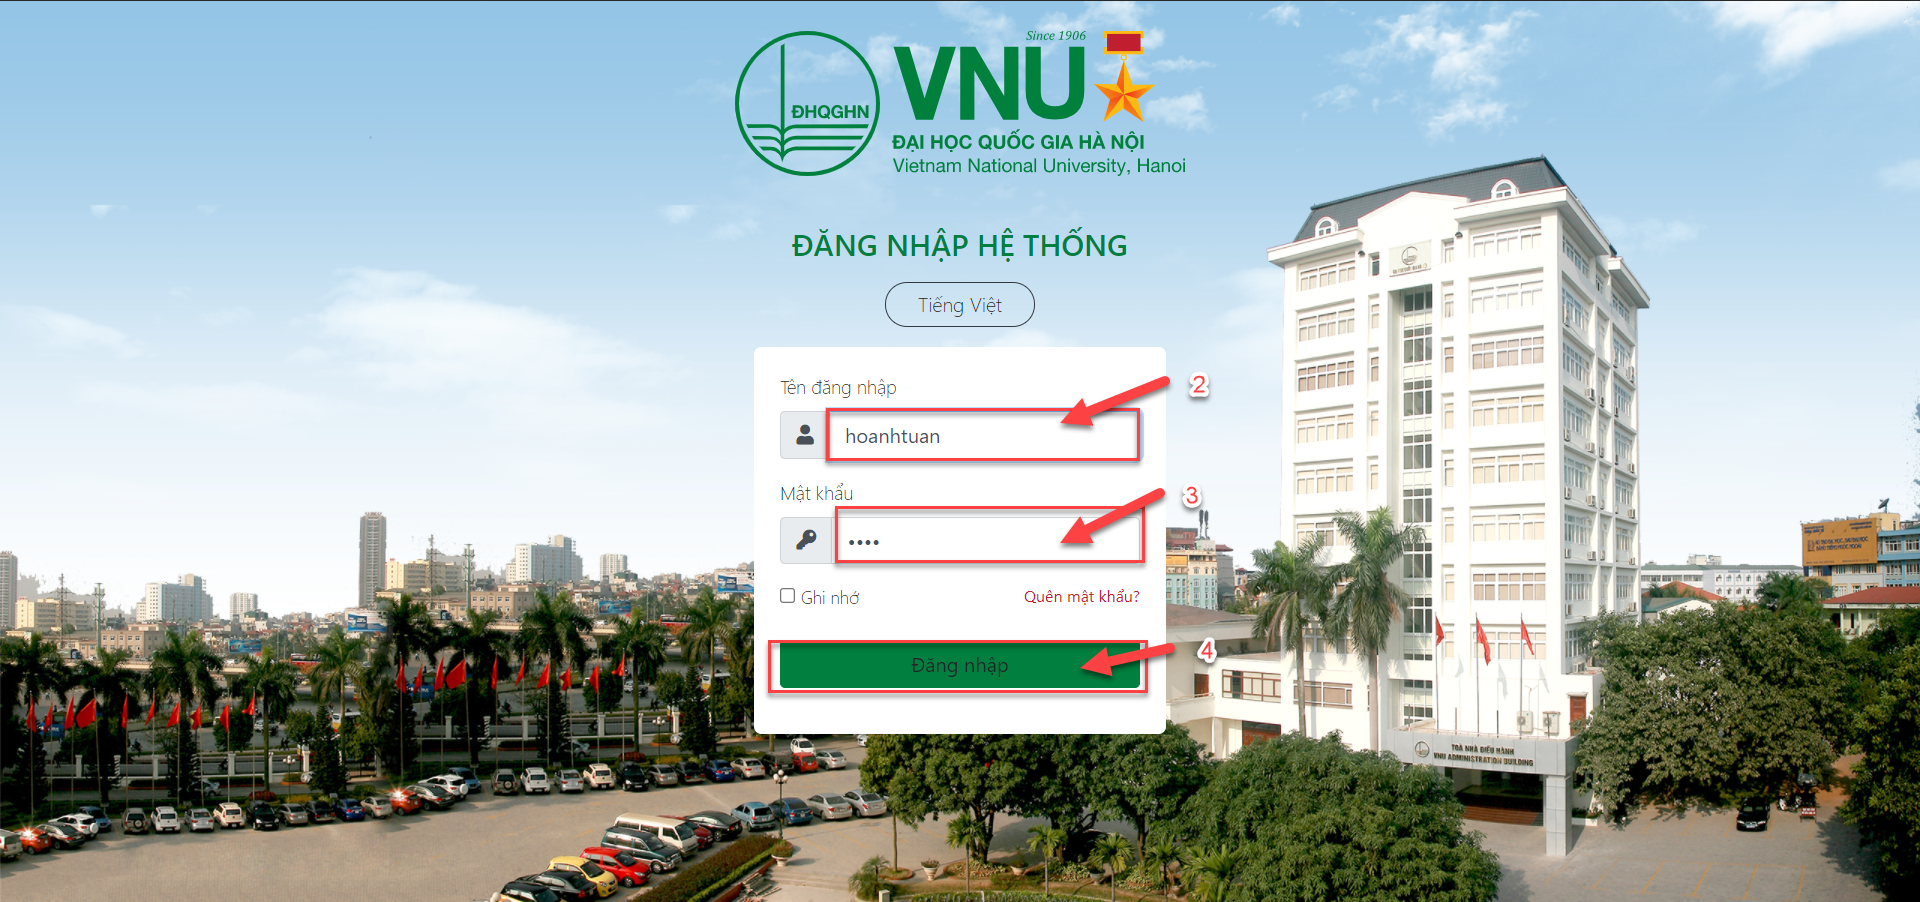 Since 1906
ĐHQGHN
VNU
ĐẠI HỌC QUỐC GIA HÀ NỘI
Vietnam National University, Hanoi
ĐĂNG NHẬP HỆ THỐNG
Tiếng Việt
Tên đăng nhập
2
hoanhtuan
Mật khẩu
3
••••
Ghi nhớ
Quên mật khẩu?
Đăng nhập
4
TOÀ NHÀ ĐIỀU HÀNH
VNU ADMINISTRATION BUILDING